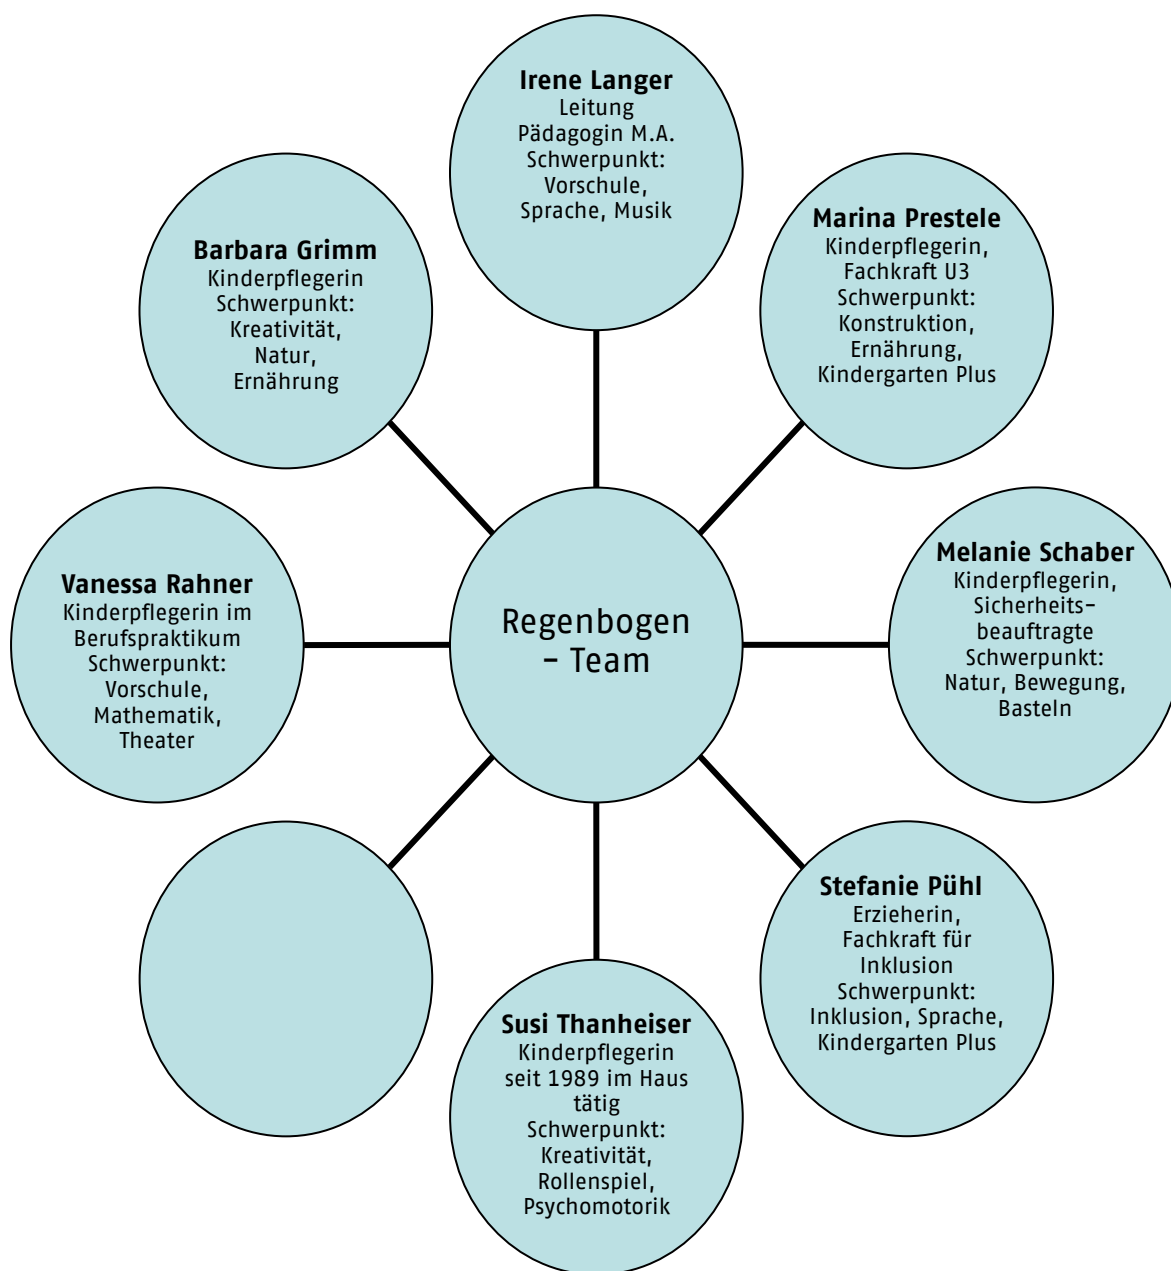 Irene Langer
Leitung
Pädagogin M.A.
Schwerpunkt:
Vorschule,
Sprache, Musik
Marina Prestele
Kinderpflegerin,
Fachkraft U3
Schwerpunkt:
Konstruktion,
Ernährung,
Kindergarten Plus
Barbara Grimm
Kinderpflegerin
Schwerpunkt:
Kreativität,
Natur,
Ernährung
Melanie Schaber
Kinderpflegerin,
Sicherheits-
beauftragte
Schwerpunkt:
Natur, Bewegung,
Basteln
Vanessa Rahner
Kinderpflegerin im
Berufspraktikum
Schwerpunkt:
Vorschule,
Mathematik,
Theater
Regenbogen
- Team
Stefanie Pühl
Erzieherin,
Fachkraft für
Inklusion
Schwerpunkt:
Inklusion, Sprache,
Kindergarten Plus
Susi Thanheiser
Kinderpflegerin
seit 1989 im Haus
tätig
Schwerpunkt:
Kreativität,
Rollenspiel,
Psychomotorik